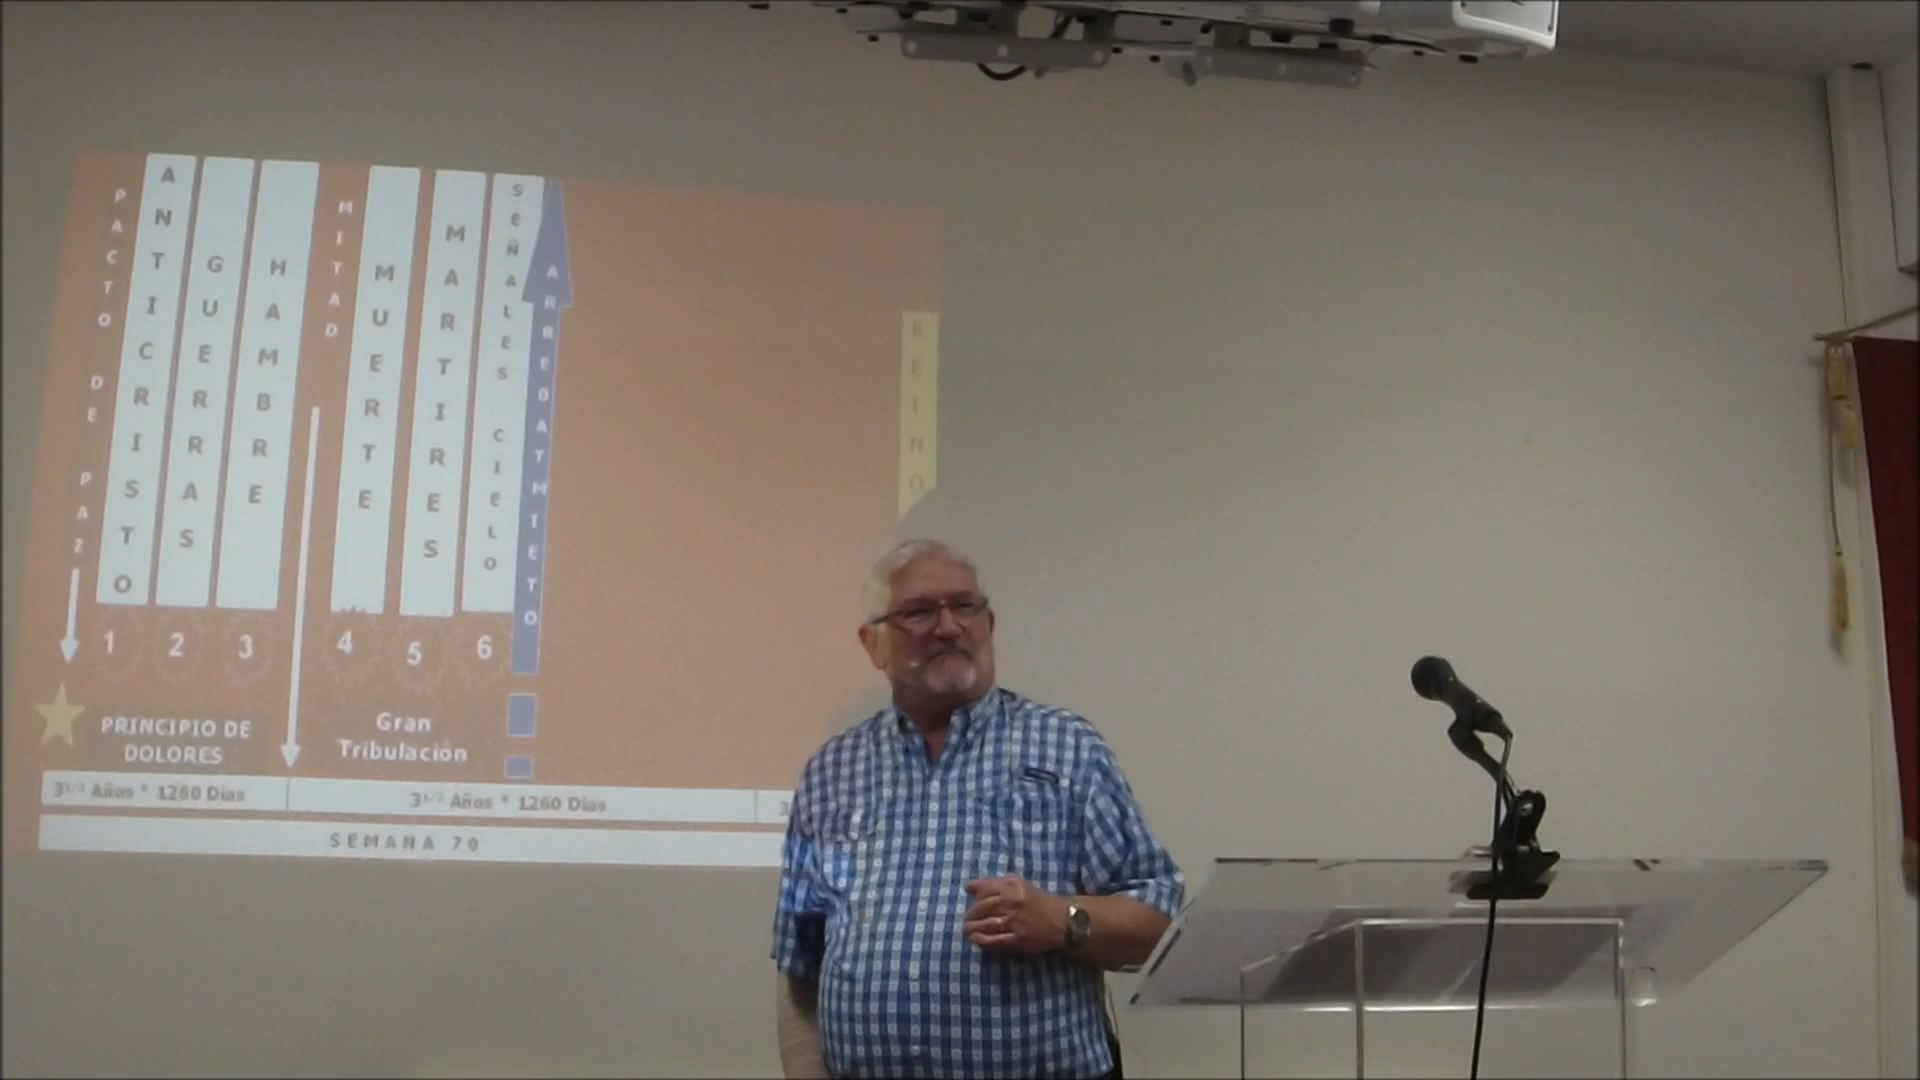 PACTO DE PAZ
ANTICRISTO
GUERRAS
HAMBRE
MITAD
MUERTE
MARTIRES
SEÑALES CIELO
ARREBATMIETO
REINO
1 2 3 4 5 6
PRINCIPIO DE
DOLORES
Gran
Tribulación
3 1/2 Años * 1260 Dias
3 1/2 Años * 1260 Dias
3
SEMANA 70